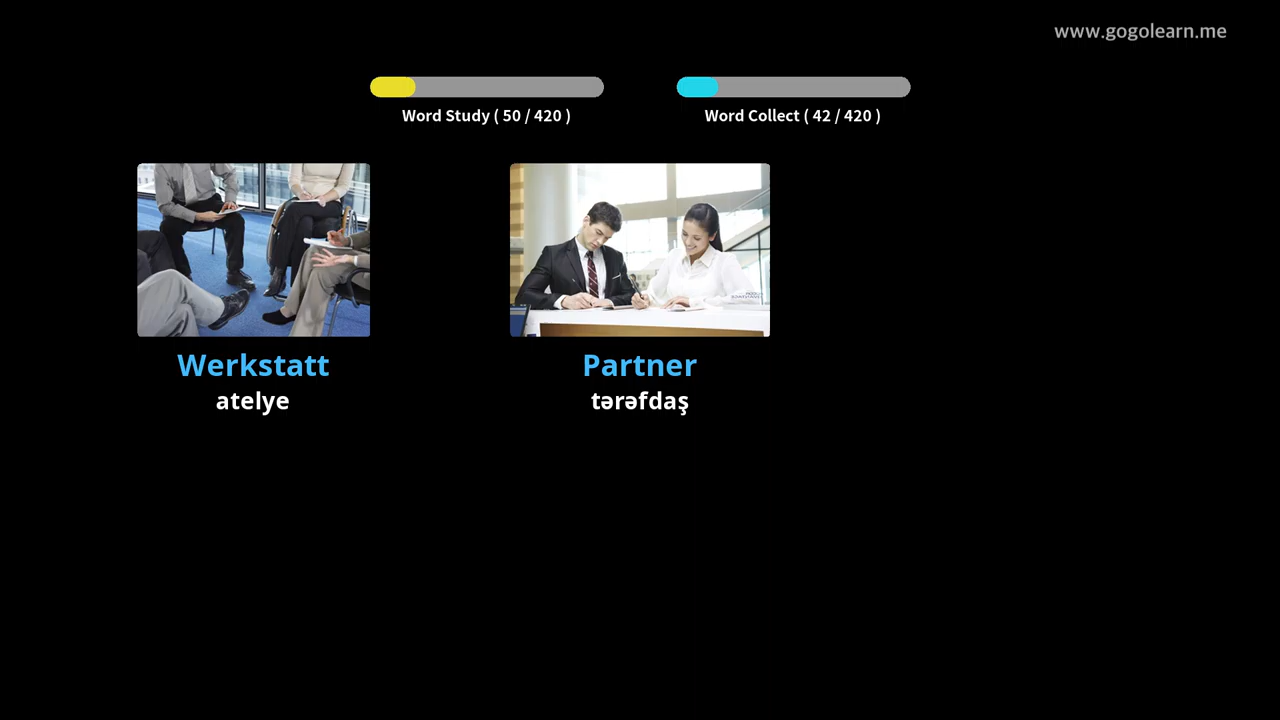 www.gogolearn.me
Word Study ( 50 / 420 )
Word Collect ( 42 / 420 )
Werkstatt
atelye
Partner
tərəfdaş